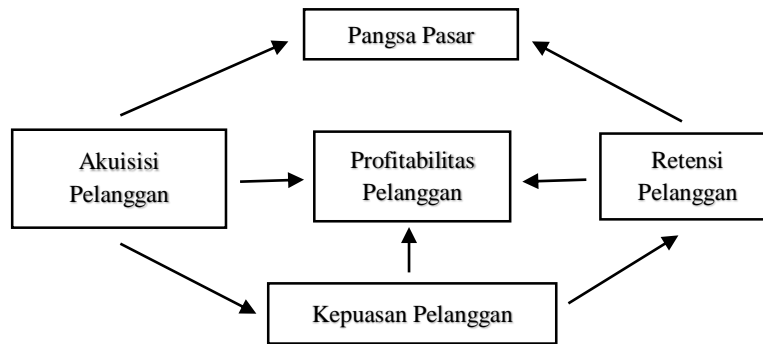 Pangsa Pasar
Akuisisi
Pelanggan
Profitabilitas
Pelanggan
Retensi
Pelanggan
Kepuasan Pelanggan